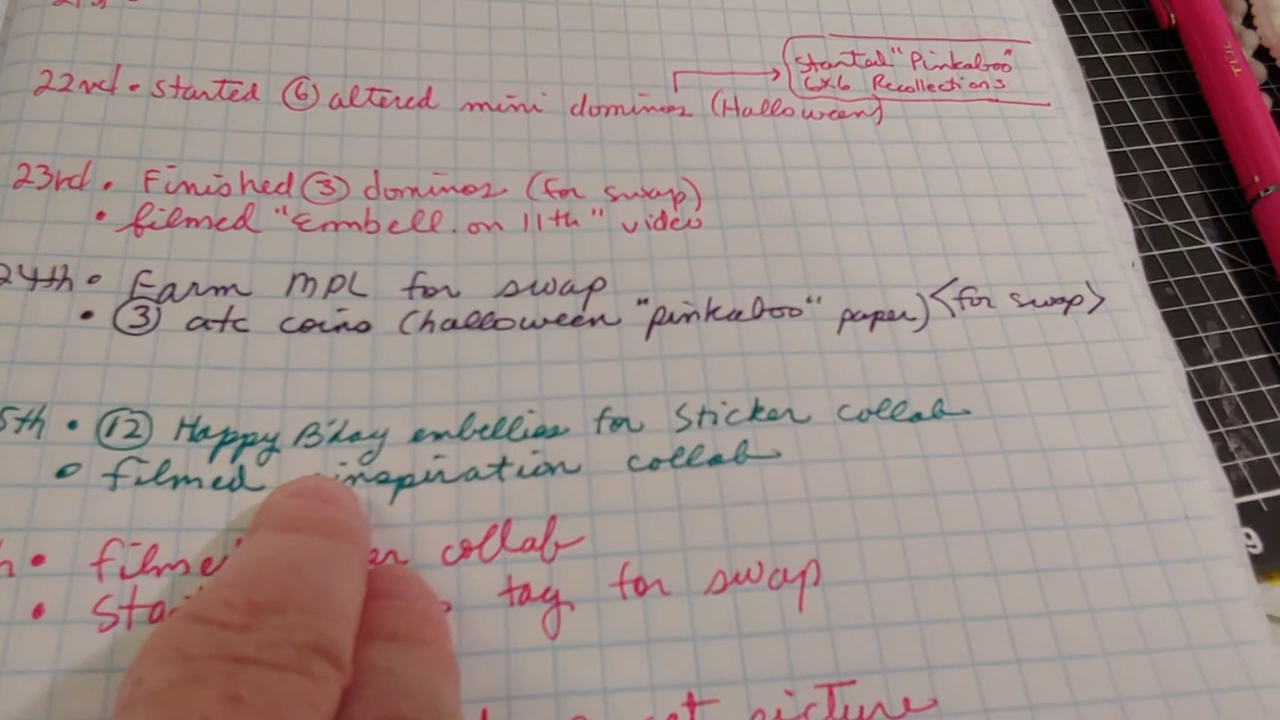 22nd • started ⑥ altered mini dominos (Halloween)
started "Pinkaboo"
6x6 Recollections
23rd • Finished ③ dominos (for swap)
• filmed "Embell. on 11th" video
24th • Farm MPL for swap
• ③ atc coins (halloween "pinkaboo" paper) <for swap>
5th • ⑫ Happy B'day embellies for Sticker collab
• filmed inspiration collab
• collab
• tag for swap
picture
TUL